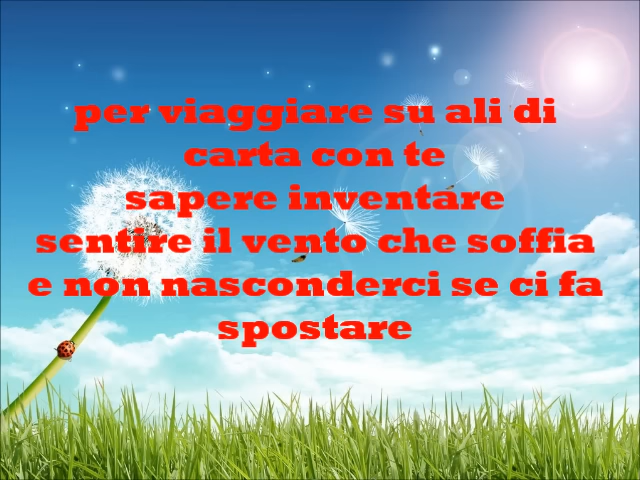 per viaggiare su ali di
carta con te
sapere inventare
sentire il vento che soffia
e non nasconderci se ci fa
spostare